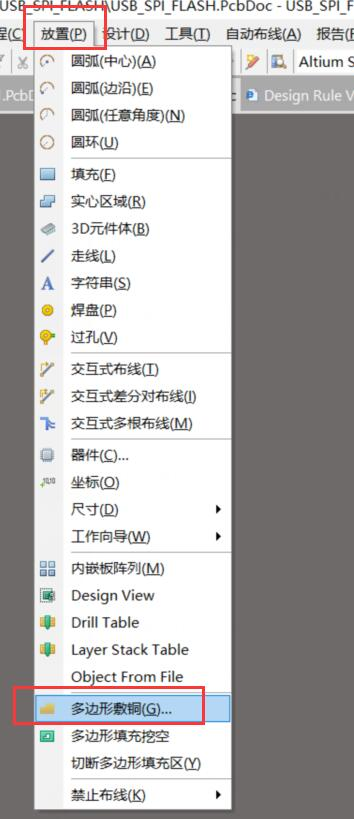 USB_SPI_FLASH\USB_SPI_FLASH.PcbDoc - USB_SPI_F
程(C) 放置(P) 设计(D) 工具(T) 自动布线(A) 报告(
Altium S
.PcbD
c Design Rule V
圆弧(中心)(A)
圆弧(边沿)(E)
圆弧(任意角度)(N)
圆环(U)
填充(F)
实心区域(R)
3D元件体(B)
走线(L)
A 字符串(S)
焊盘(P)
过孔(V)
交互式布线(T)
交互式差分对布线(I)
交互式多根布线(M)
器件(C)...
+10,10 坐标(O)
尺寸(D)
工作向导(W)
内嵌板阵列(M)
Design View
Drill Table
Layer Stack Table
Object From File
多边形敷铜(G)...
多边形填充挖空
切断多边形填充区(Y)
禁止布线(K)